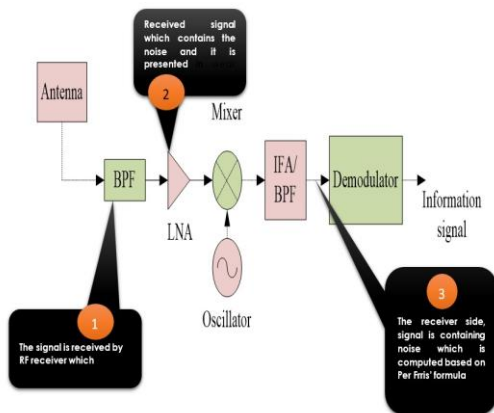 Received signal
which contains the
noise and it is
presented
2
Antenna
Mixer
BPF
LNA
IFA/
BPF
Demodulator
Information
signal
Oscillator
1
The signal is received by
RF receiver which
3
The receiver side,
signal is containing
noise which is
computed based on
Per Frris' formula